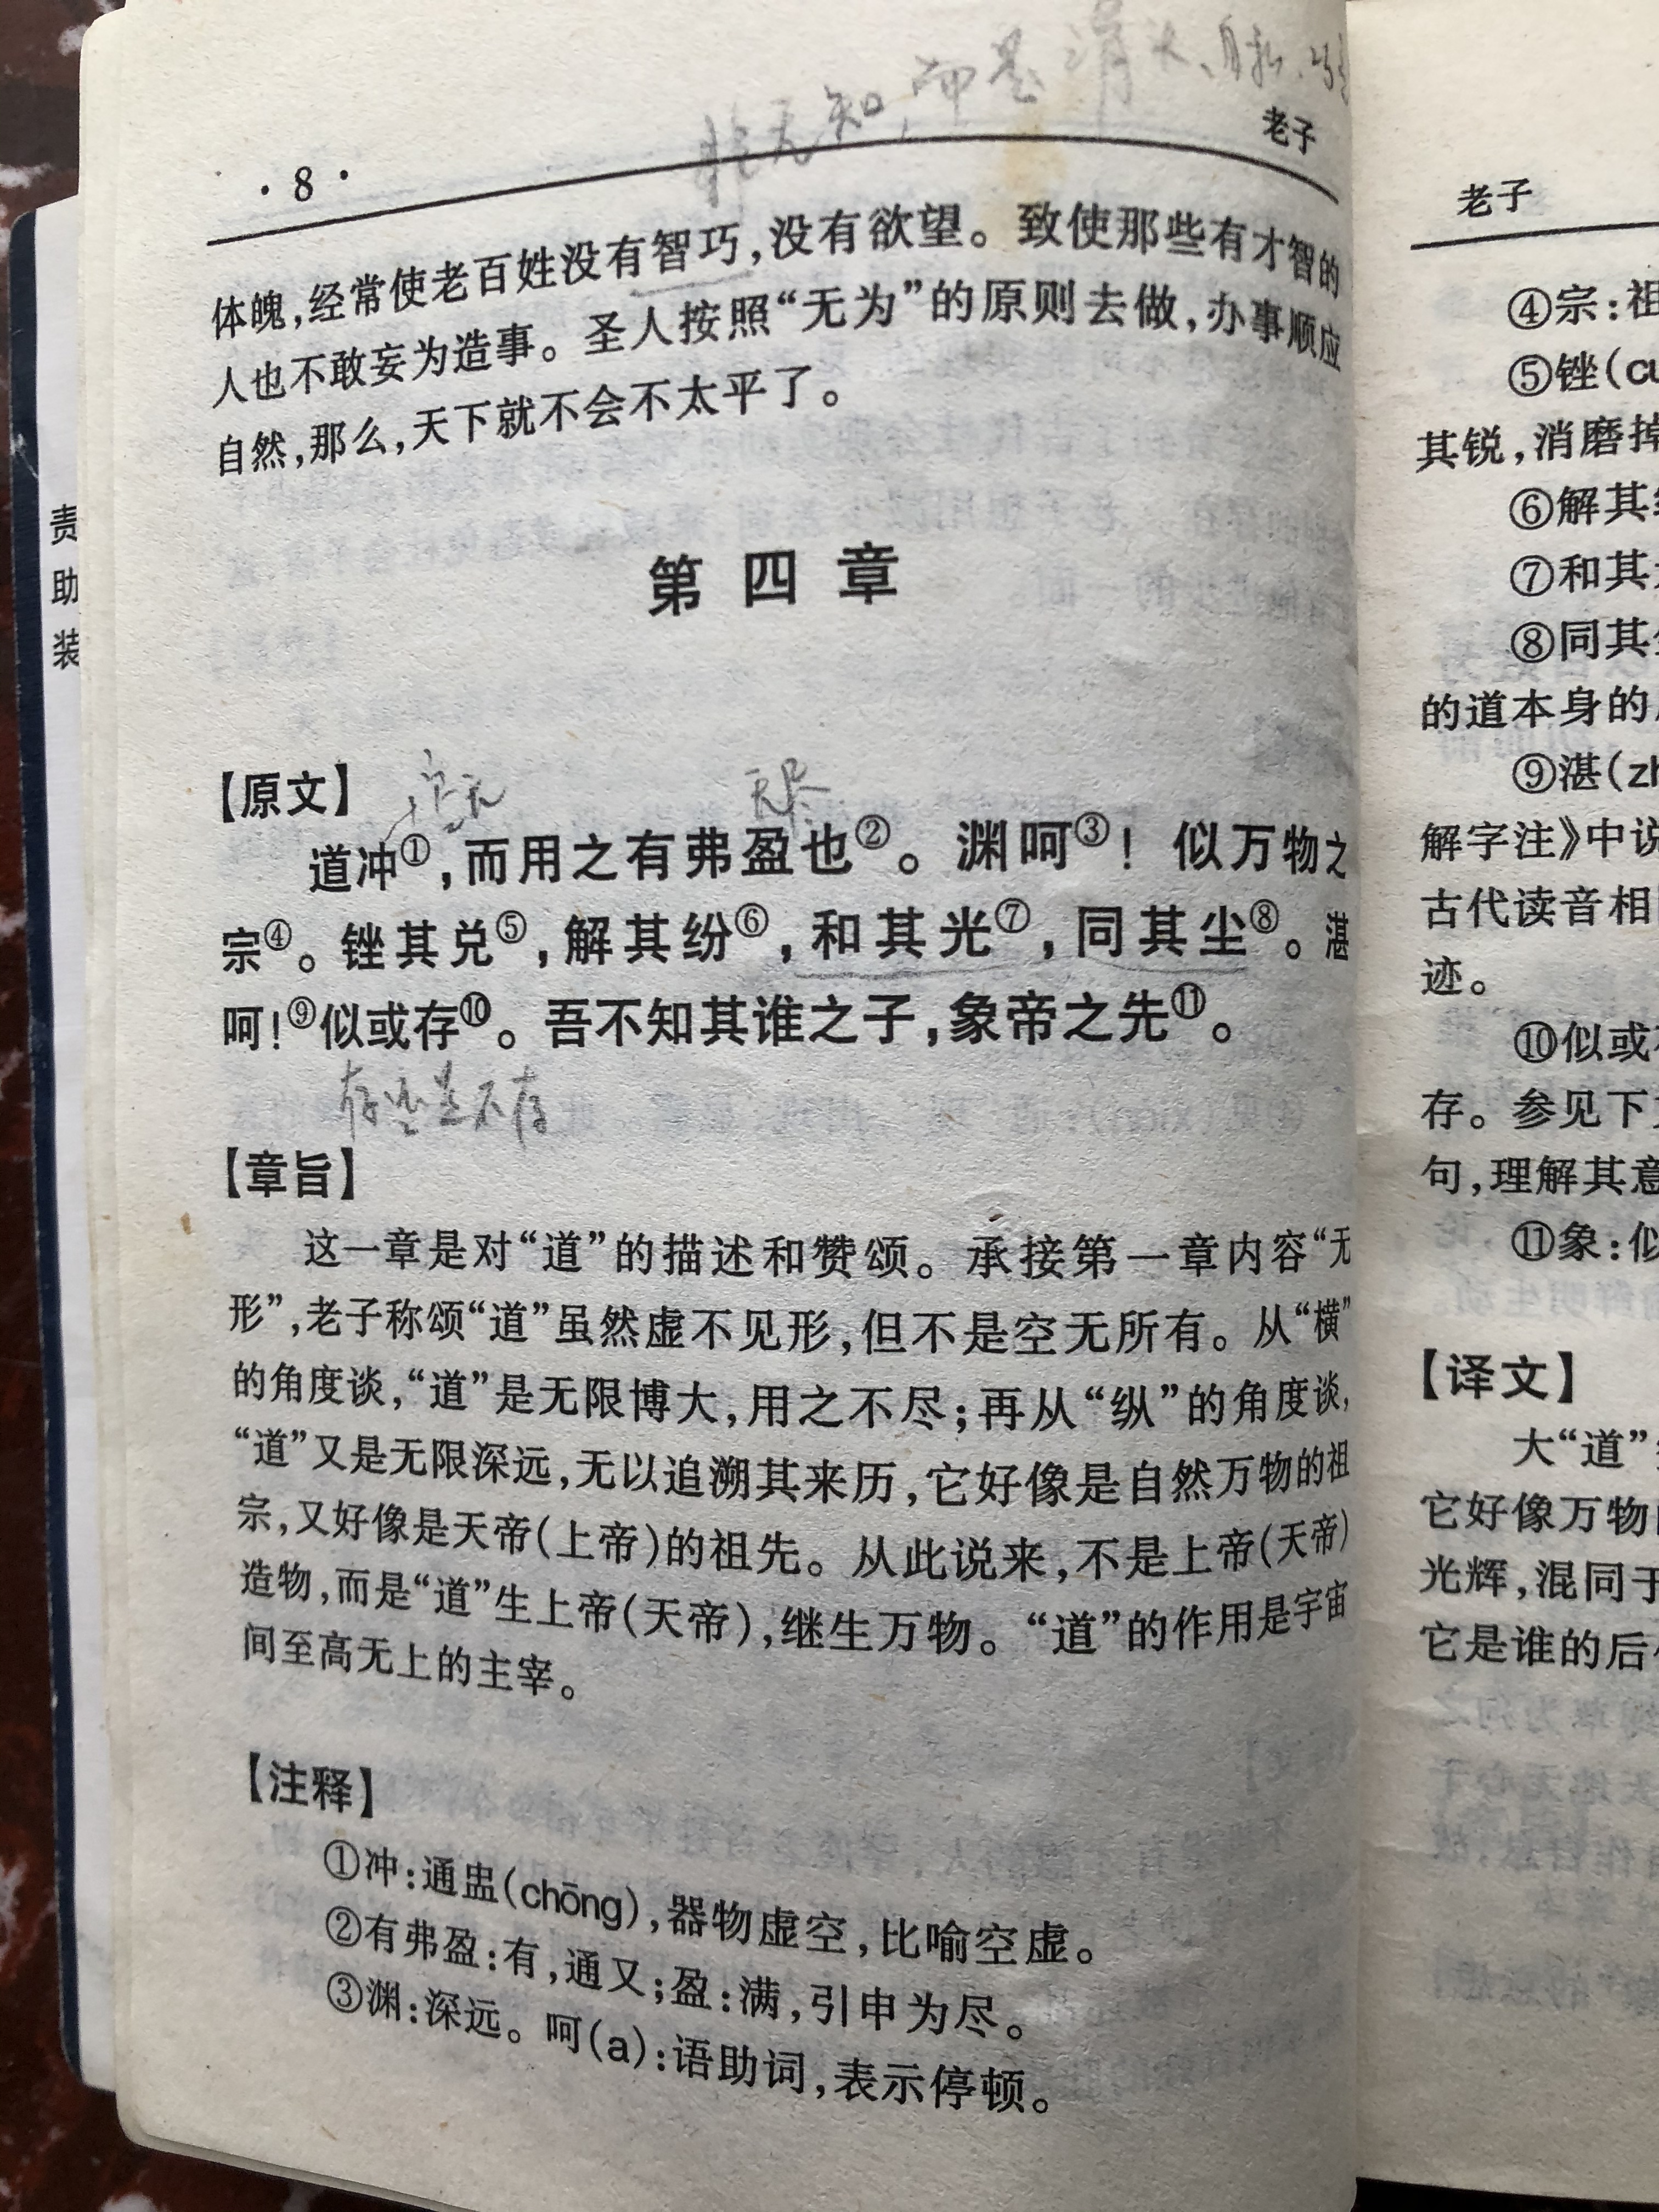 非无知，而是消灭、自私、巧
·8·
老子
体魄，经常使老百姓没有智巧，没有欲望。致使那些有才智的
人也不敢妄为造事。圣人按照“无为”的原则去做，办事顺应
自然，那么，天下就不会不太平了。
第四章
【原文】
空无
无尽
道冲①，而用之有弗盈也②。渊呵③！似万物之
宗④。锉其兑⑤，解其纷⑥，和其光⑦，同其尘⑧。湛
呵！⑨似或存⑩。吾不知其谁之子，象帝之先⑪。
存还是不存
【章旨】
这一章是对“道”的描述和赞颂。承接第一章内容“无
形”，老子称颂“道”虽然虚不见形，但不是空无所有。从“横”
的角度谈，“道”是无限博大，用之不尽；再从“纵”的角度谈，
“道”又是无限深远，无以追溯其来历，它好像是自然万物的祖
宗，又好像是天帝（上帝）的祖先。从此说来，不是上帝（天帝）
造物，而是“道”生上帝（天帝），继生万物。“道”的作用是宇宙
间至高无上的主宰。
【注释】
①冲：通盅（chōng），器物虚空，比喻空虚。
②有弗盈：有，通又；盈：满，引申为尽。
③渊：深远。呵（a）：语助词，表示停顿。
老子
④宗：祖
⑤锉（cu
其锐，消磨掉
⑥解其
⑦和其
⑧同其
的道本身的
⑨湛（zh
解字注》中说
古代读音相
迹。
⑩似或
存。参见下
句，理解其意
⑪象：似
【译文】
大“道”
它好像万物
光辉，混同于
它是谁的后
责
助
装